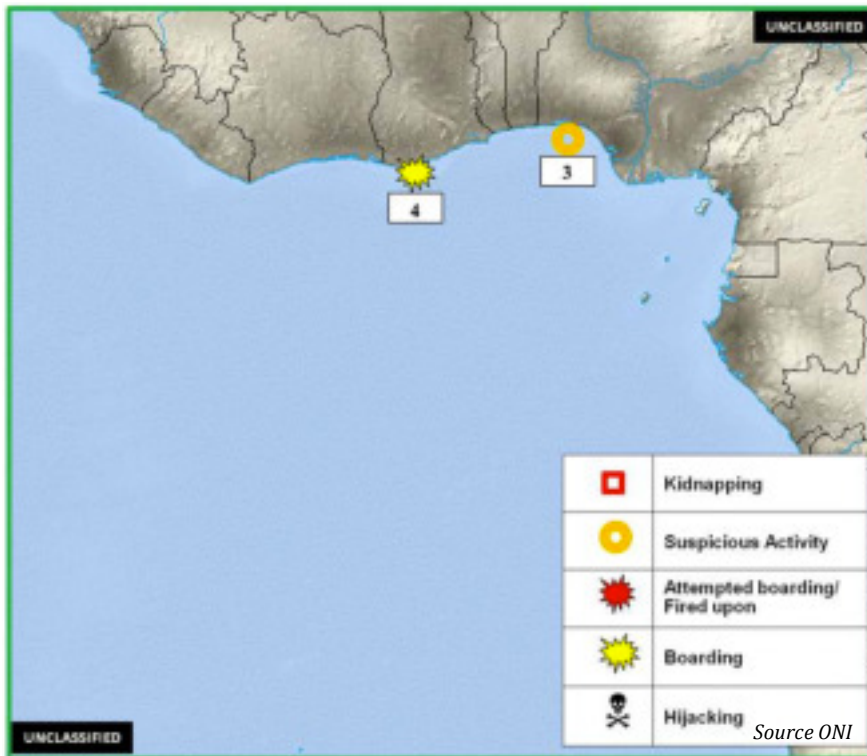 UNCLASSIFIED
3
4
Kidnapping
Suspicious Activity
Attempted boarding/
Fired upon
Boarding
Hijacking
Source ONI
UNCLASSIFIED